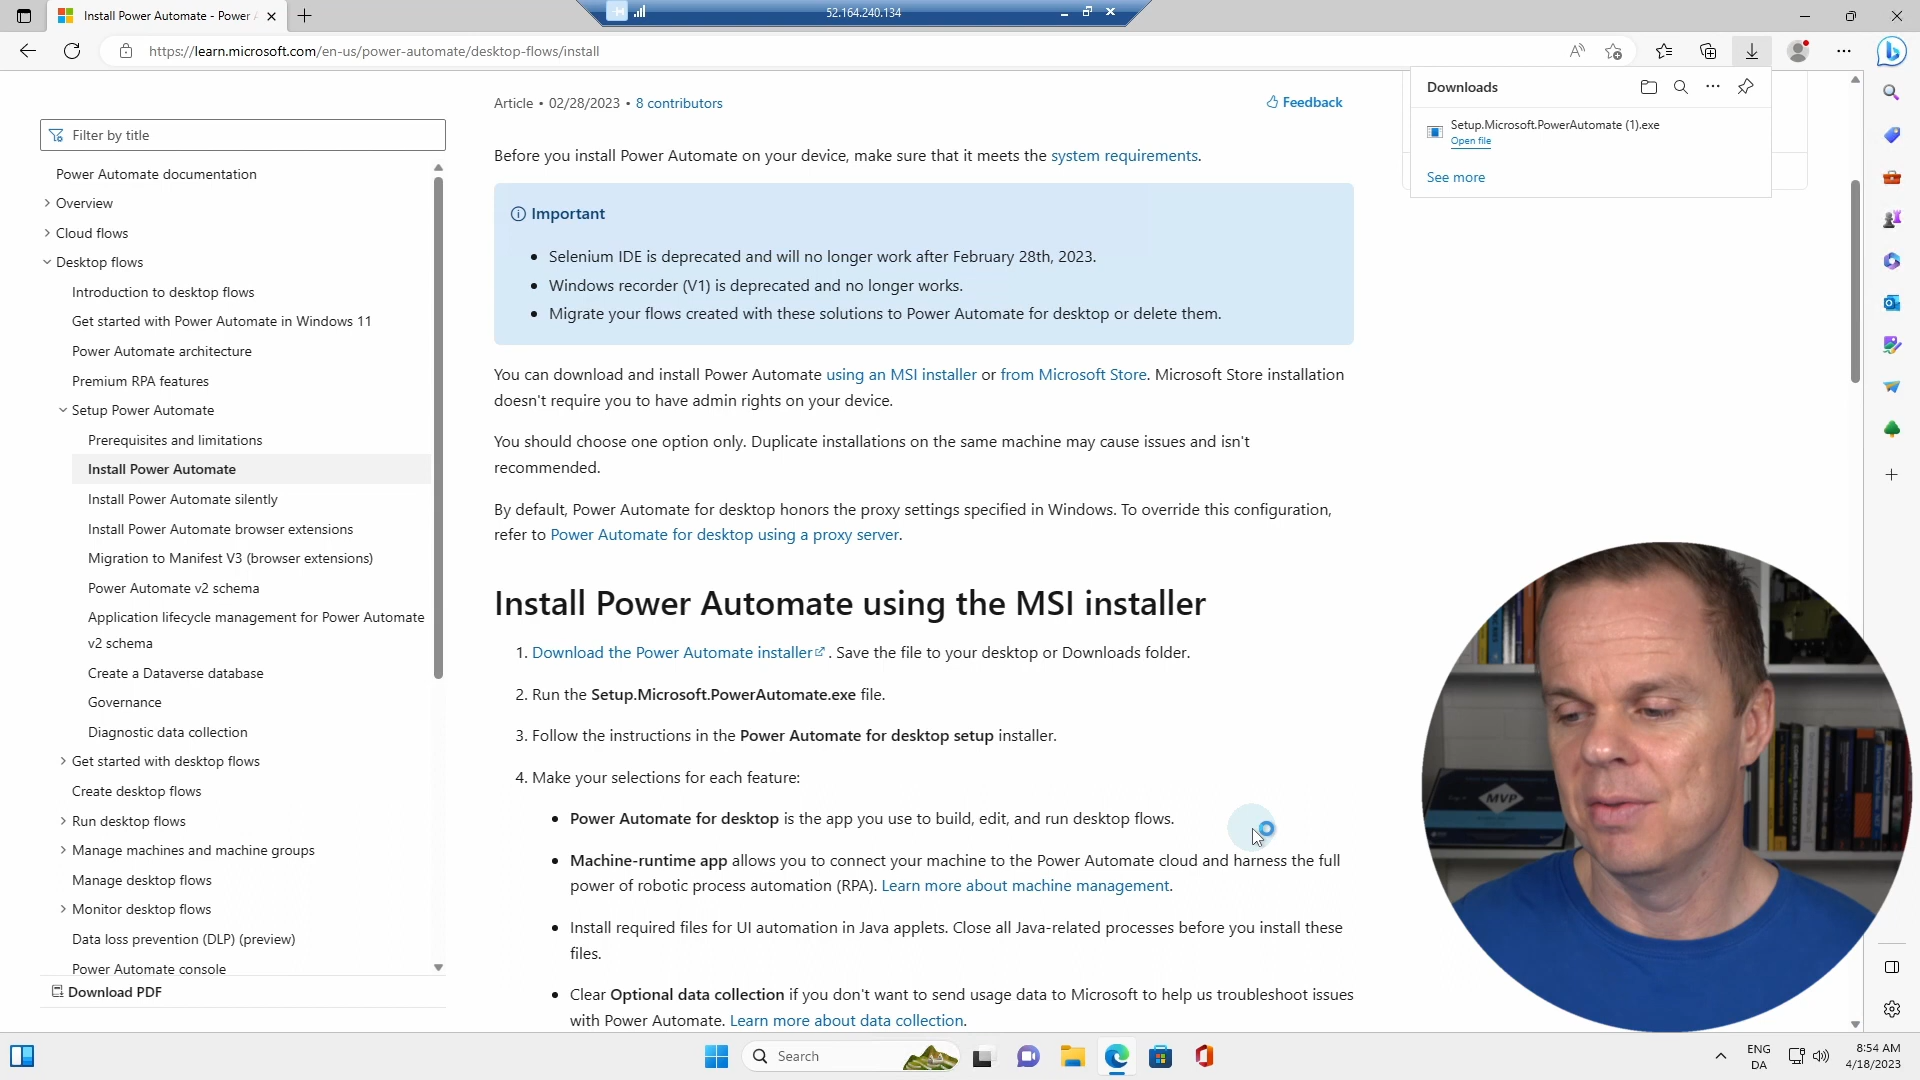 Install Power Automate - Power A
52.164.240.134
https://learn.microsoft.com/en-us/power-automate/desktop-flows/install
Downloads
Setup.Microsoft.PowerAutomate (1).exe
Open file
See more
Filter by title
Power Automate documentation
Overview
Cloud flows
Desktop flows
Introduction to desktop flows
Get started with Power Automate in Windows 11
Power Automate architecture
Premium RPA features
Setup Power Automate
Prerequisites and limitations
Install Power Automate
Install Power Automate silently
Install Power Automate browser extensions
Migration to Manifest V3 (browser extensions)
Power Automate v2 schema
Application lifecycle management for Power Automate
v2 schema
Create a Dataverse database
Governance
Diagnostic data collection
Get started with desktop flows
Create desktop flows
Run desktop flows
Manage machines and machine groups
Manage desktop flows
Monitor desktop flows
Data loss prevention (DLP) (preview)
Power Automate console
Download PDF
Article • 02/28/2023 • 8 contributors
Feedback
Before you install Power Automate on your device, make sure that it meets the system requirements.
Important
• Selenium IDE is deprecated and will no longer work after February 28th, 2023.
• Windows recorder (V1) is deprecated and no longer works.
• Migrate your flows created with these solutions to Power Automate for desktop or delete them.
You can download and install Power Automate using an MSI installer or from Microsoft Store. Microsoft Store installation
doesn't require you to have admin rights on your device.
You should choose one option only. Duplicate installations on the same machine may cause issues and isn't
recommended.
By default, Power Automate for desktop honors the proxy settings specified in Windows. To override this configuration,
refer to Power Automate for desktop using a proxy server.
Install Power Automate using the MSI installer
1. Download the Power Automate installer. Save the file to your desktop or Downloads folder.
2. Run the Setup.Microsoft.PowerAutomate.exe file.
3. Follow the instructions in the Power Automate for desktop setup installer.
4. Make your selections for each feature:
• Power Automate for desktop is the app you use to build, edit, and run desktop flows.
• Machine-runtime app allows you to connect your machine to the Power Automate cloud and harness the full
power of robotic process automation (RPA). Learn more about machine management.
• Install required files for UI automation in Java applets. Close all Java-related processes before you install these
files.
• Clear Optional data collection if you don't want to send usage data to Microsoft to help us troubleshoot issues
with Power Automate. Learn more about data collection.
MVP
Search
ENG
DA
8:54 AM
4/18/2023